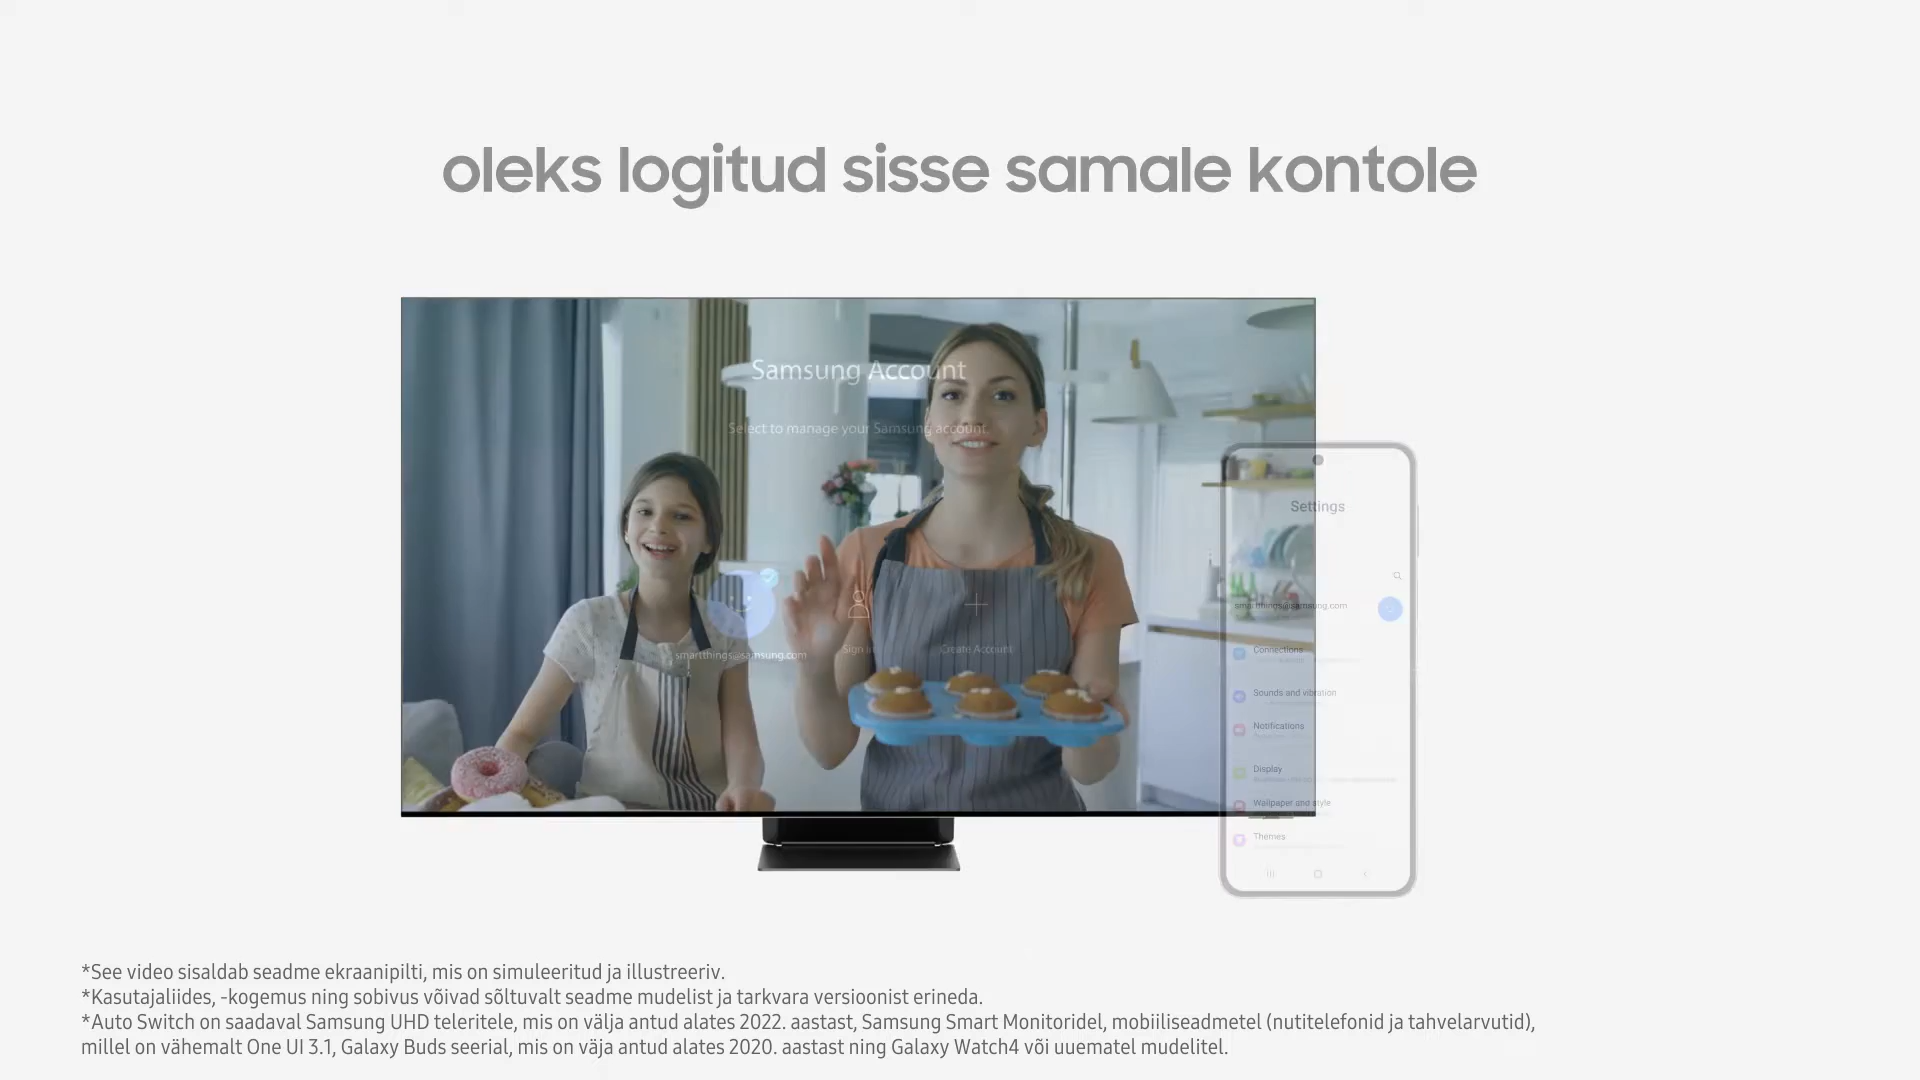 oleks logitud sisse samale kontole
Samsung Account
Select to manage your Samsung account.
smartthings@samsung.com
Sign in
Create Account
Settings
smartthings@samsung.com
Connections
Sounds and vibration
Notifications
Display
Wallpaper and style
Themes
*See video sisaldab seadme ekraanipilti, mis on simuleeritud ja illustreeriv.
*Kasutajaliides, -kogemus ning sobivus võivad sõltuvalt seadme mudelist ja tarkvara versioonist erineda.
*Auto Switch on saadaval Samsung UHD teleritele, mis on välja antud alates 2022. aastast, Samsung Smart Monitoridel, mobiiliseadmetel (nutitelefonid ja tahvelarvutid),
millel on vähemalt One UI 3.1, Galaxy Buds seerial, mis on väja antud alates 2020. aastast ning Galaxy Watch4 või uuematel mudelitel.